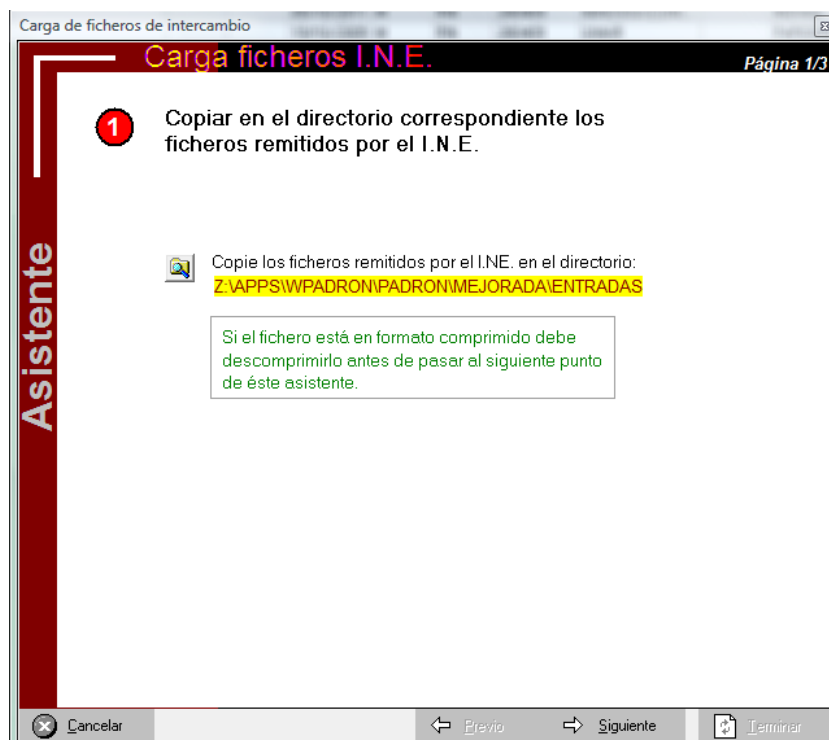 Carga de ficheros de intercambio
Carga ficheros I.N.E.
Página 1/3
1
Copiar en el directorio correspondiente los
ficheros remitidos por el I.N.E.
Asistente
Copie los ficheros remitidos por el I.NE. en el directorio:
Z:\APPS\WPADRON\PADRON\MEJORADA\ENTRADAS
Si el fichero está en formato comprimido debe
descomprimirlo antes de pasar al siguiente punto
de éste asistente.
Cancelar
Previo
Siguiente
Terminar